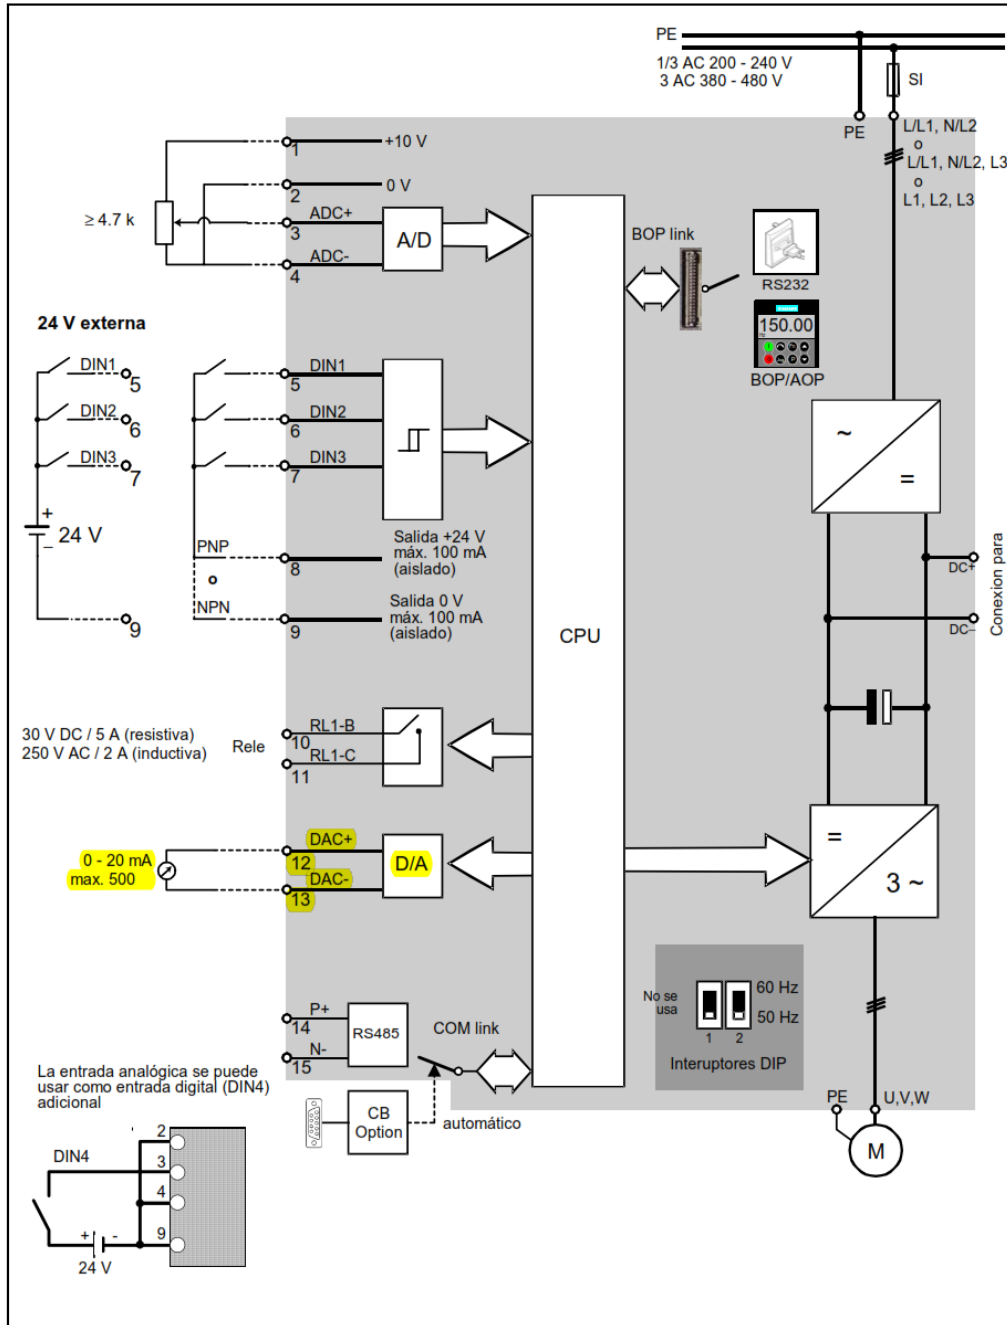 PE
1/3 AC 200 - 240 V
3 AC 380 - 480 V
SI
PE
L/L1, N/L2
o
L/L1, N/L2, L3
o
L1, L2, L3
+10 V
1
0 V
2
≥ 4.7 k
ADC+
3
ADC-
4
A/D
BOP link
RS232
150.00
Hz
BOP/AOP
24 V externa
DIN1
5
DIN2
6
DIN3
7
+
24 V
–
9
DIN1
5
DIN2
6
DIN3
7
PNP
8
o
NPN
9
Salida +24 V
máx. 100 mA
(aislado)
Salida 0 V
máx. 100 mA
(aislado)
CPU
~
=
DC+
DC–
Conexion para
30 V DC / 5 A (resistiva)
250 V AC / 2 A (inductiva)
Rele
RL1-B
10
RL1-C
11
0 - 20 mA
max. 500
DAC+
12
DAC-
13
D/A
=
3 ~
No se
usa
60 Hz
50 Hz
1
2
Interuptores DIP
P+
14
N-
15
RS485
COM link
CB
Option
automático
PE
U,V,W
M
La entrada analógica se puede
usar como entrada digital (DIN4)
adicional
DIN4
2
3
4
9
+
-
24 V